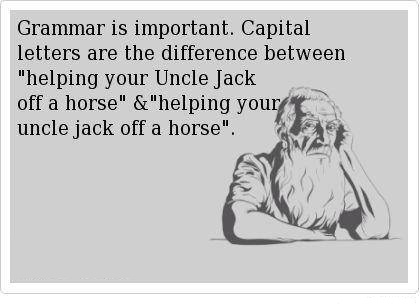 Grammar is important. Capital
letters are the difference between
"helping your Uncle Jack
off a horse" &"helping your
uncle jack off a horse".